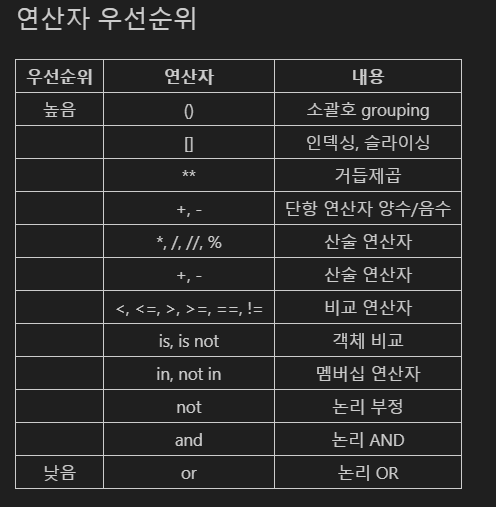 연산자 우선순위
우선순위 연산자 내용
높음 () 소괄호 grouping
[] 인덱싱, 슬라이싱
** 거듭제곱
+, - 단항 연산자 양수/음수
*, /, //, % 산술 연산자
+, - 산술 연산자
<, <=, >, >=, ==, != 비교 연산자
is, is not 객체 비교
in, not in 멤버십 연산자
not 논리 부정
and 논리 AND
낮음 or 논리 OR